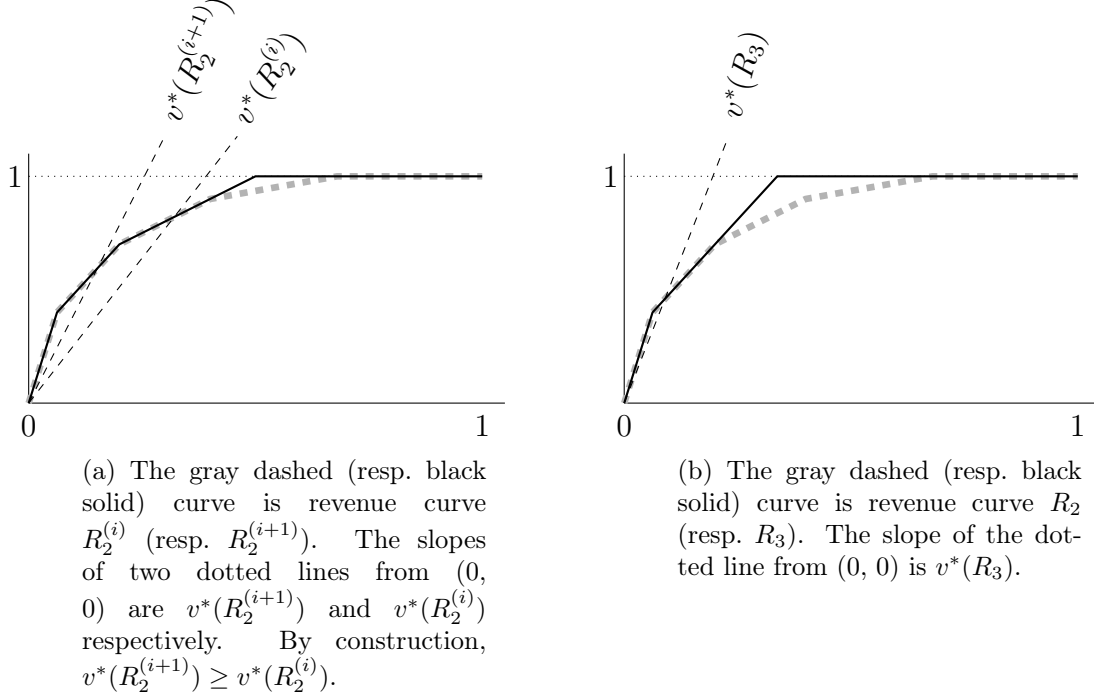 v*(R_2^{(i+1)})
v*(R_2^{(i)})
1
0
1
(a) The gray dashed (resp. black
solid) curve is revenue curve
R_2^{(i)} (resp. R_2^{(i+1)}). The slopes
of two dotted lines from (0,
0) are v*(R_2^{(i+1)}) and v*(R_2^{(i)})
respectively. By construction,
v*(R_2^{(i+1)}) ≥ v*(R_2^{(i)}).
v*(R_3)
1
0
1
(b) The gray dashed (resp. black
solid) curve is revenue curve R_2
(resp. R_3). The slope of the dot-
ted line from (0, 0) is v*(R_3).